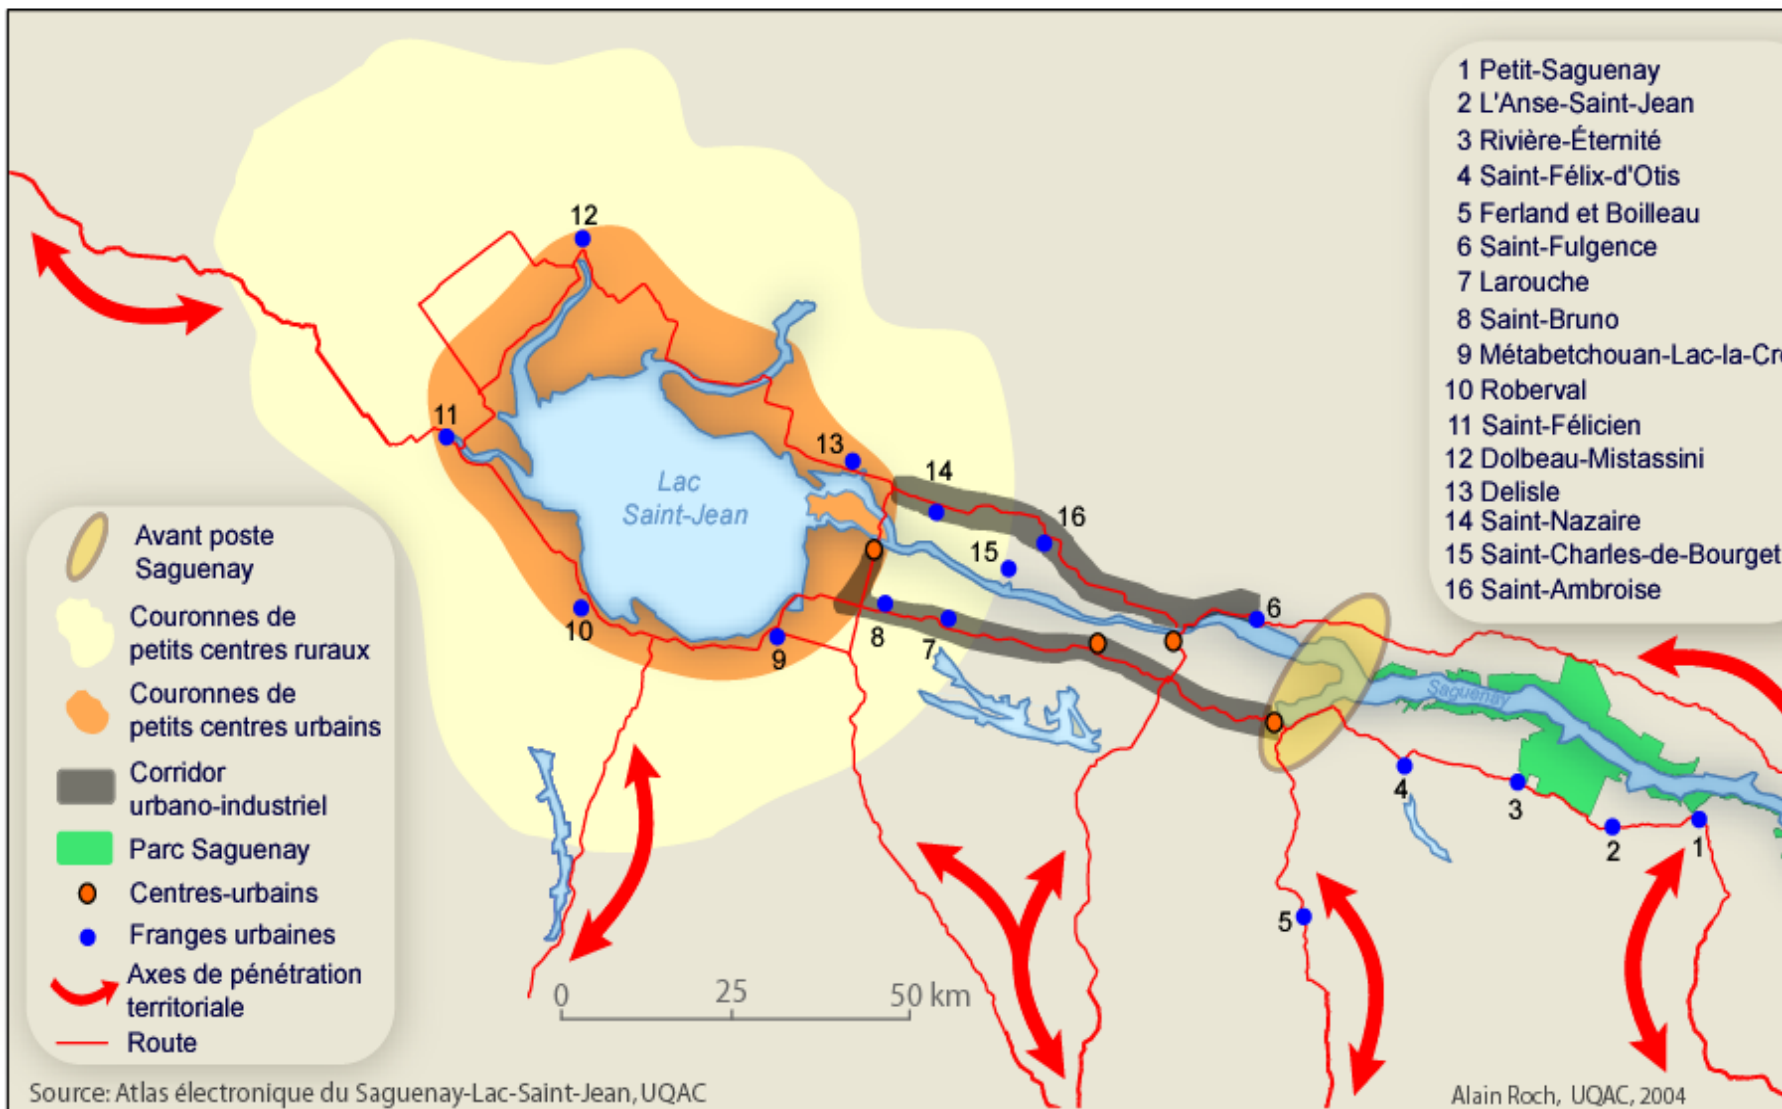 1 Petit-Saguenay
2 L'Anse-Saint-Jean
3 Rivière-Éternité
4 Saint-Félix-d'Otis
5 Ferland et Boilleau
6 Saint-Fulgence
7 Larouche
8 Saint-Bruno
9 Métabetchouan-Lac-la-Cro
10 Roberval
11 Saint-Félicien
12 Dolbeau-Mistassini
13 Delisle
14 Saint-Nazaire
15 Saint-Charles-de-Bourget
16 Saint-Ambroise
12
11
13
14
16
15
Lac
Saint-Jean
10
9
8
7
6
Saguenay
4
3
2
1
5
Avant poste
Saguenay
Couronnes de
petits centres ruraux
Couronnes de
petits centres urbains
Corridor
urbano-industriel
Parc Saguenay
Centres-urbains
Franges urbaines
Axes de pénétration
territoriale
Route
0 25 50 km
Source: Atlas électronique du Saguenay-Lac-Saint-Jean, UQAC
Alain Roch, UQAC, 2004